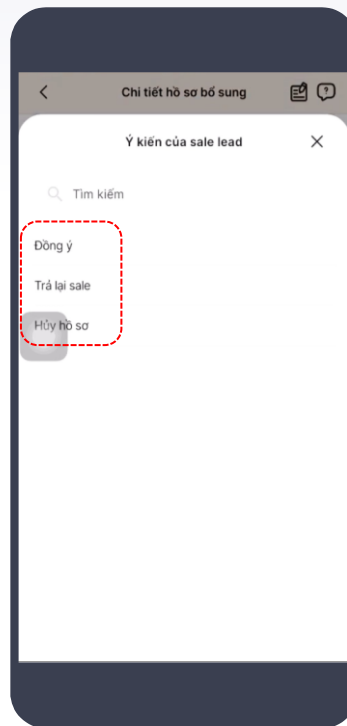 Chi tiết hồ sơ bổ sung
Ý kiến của sale lead
Tìm kiếm
Đồng ý
Trả lại sale
Hủy hồ sơ